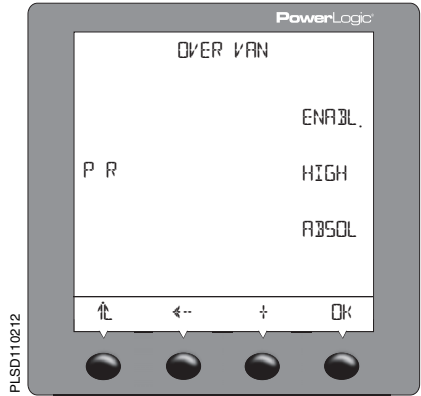 PowerLogic®
OVER VAN
ENABL.
P R HIGH
ABSOL
<-- + OK
PLSD110212